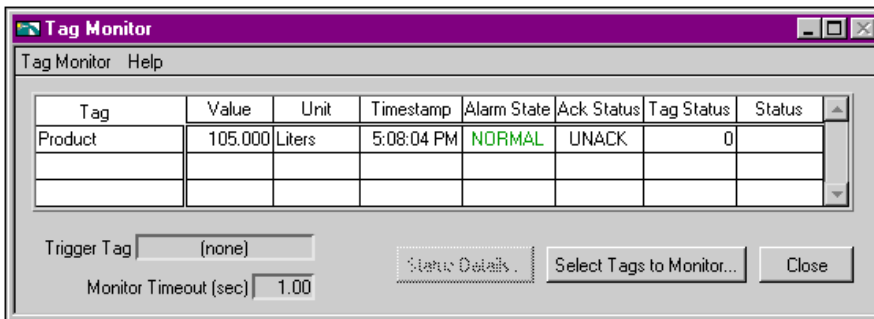 Tag Monitor
Tag Monitor Help
Tag Value Unit Timestamp Alarm State Ack Status Tag Status Status
Product 105.000 Liters 5:08:04 PM NORMAL UNACK 0
Trigger Tag (none)
Status Details... Select Tags to Monitor... Close
Monitor Timeout (sec) 1.00